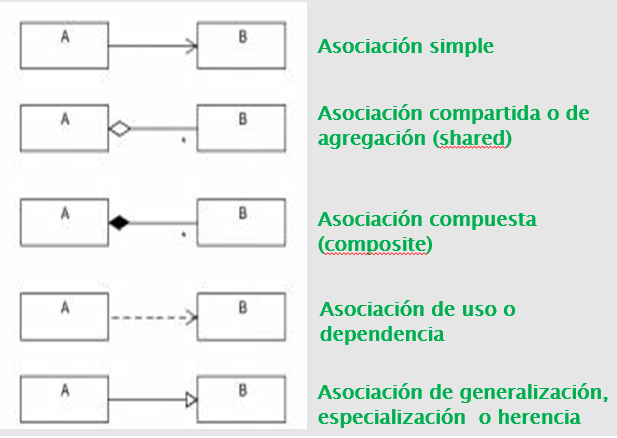 A B Asociación simple
A B Asociación compartida o de
* agregación (shared)
A B Asociación compuesta
* (composite)
A B Asociación de uso o
dependencia
A B Asociación de generalización,
especialización o herencia